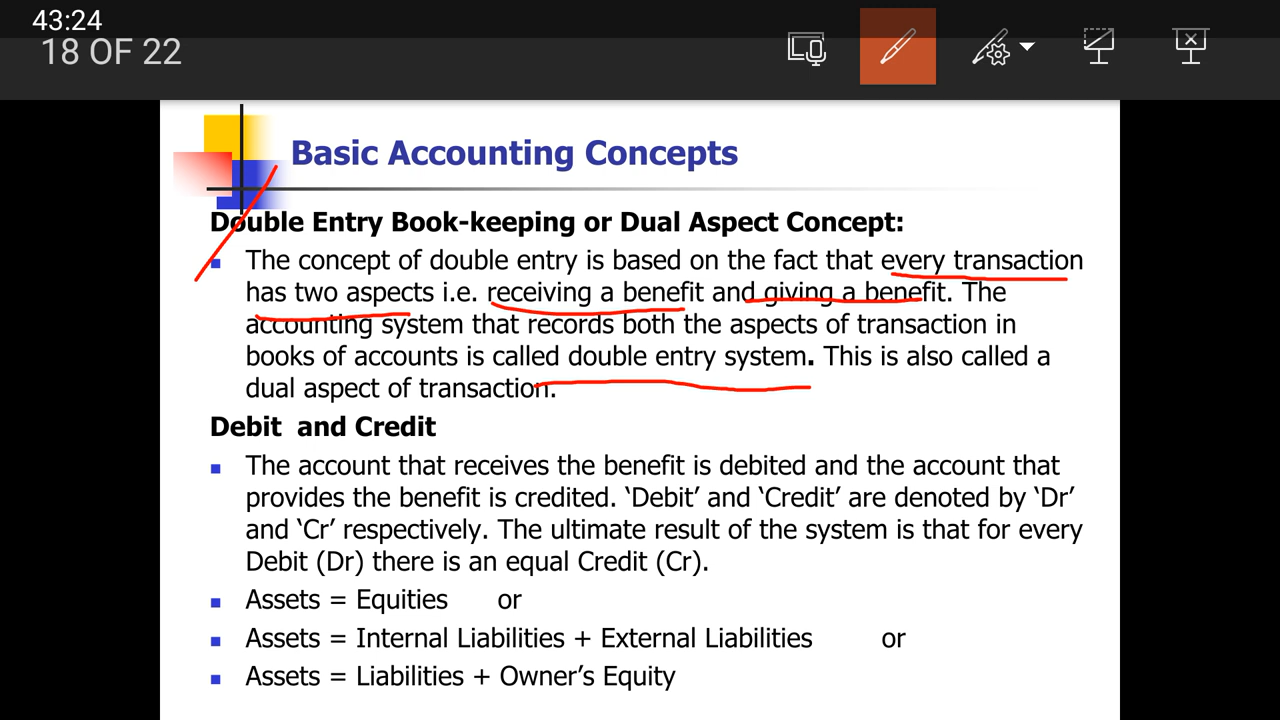 43:24
18 OF 22
Basic Accounting Concepts
Double Entry Book-keeping or Dual Aspect Concept:
The concept of double entry is based on the fact that every transaction
has two aspects i.e. receiving a benefit and giving a benefit. The
accounting system that records both the aspects of transaction in
books of accounts is called double entry system. This is also called a
dual aspect of transaction.
Debit and Credit
The account that receives the benefit is debited and the account that
provides the benefit is credited. ‘Debit’ and ‘Credit’ are denoted by ‘Dr’
and ‘Cr’ respectively. The ultimate result of the system is that for every
Debit (Dr) there is an equal Credit (Cr).
Assets = Equities or
Assets = Internal Liabilities + External Liabilities or
Assets = Liabilities + Owner’s Equity